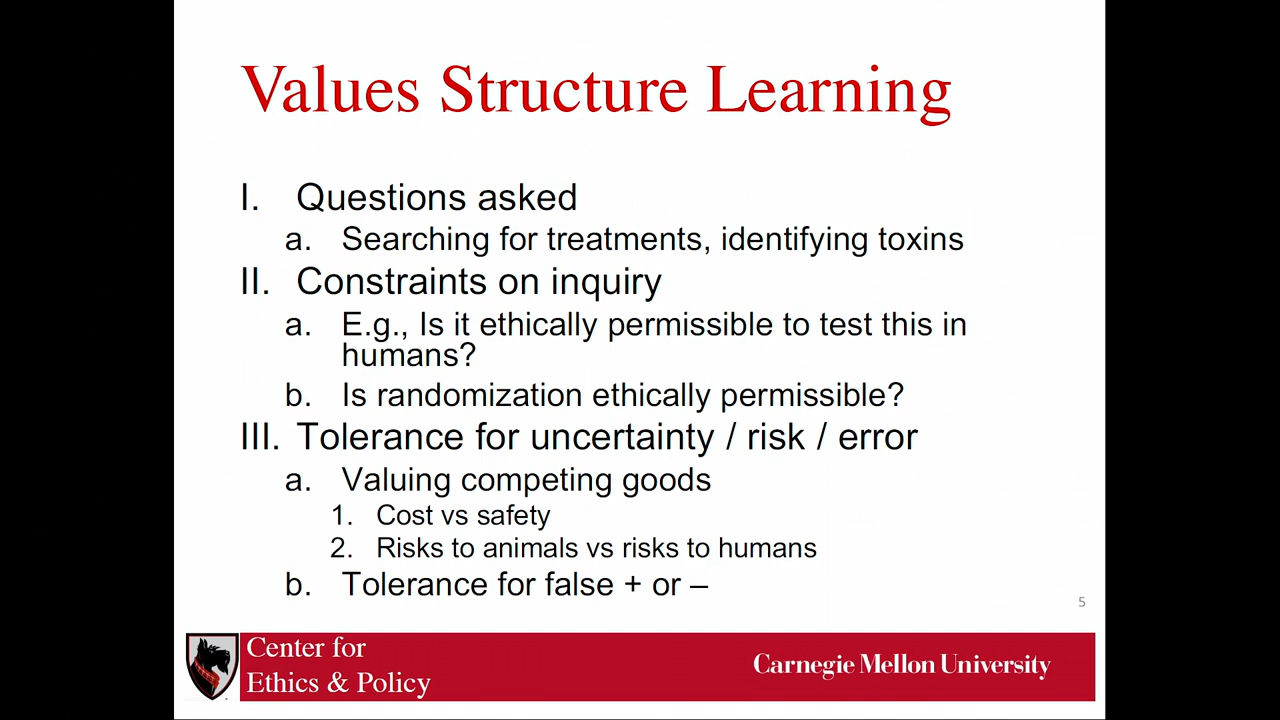 Values Structure Learning
I. Questions asked
a. Searching for treatments, identifying toxins
II. Constraints on inquiry
a. E.g., Is it ethically permissible to test this in
humans?
b. Is randomization ethically permissible?
III. Tolerance for uncertainty / risk / error
a. Valuing competing goods
1. Cost vs safety
2. Risks to animals vs risks to humans
b. Tolerance for false + or –
5
Center for
Ethics & Policy
Carnegie Mellon University